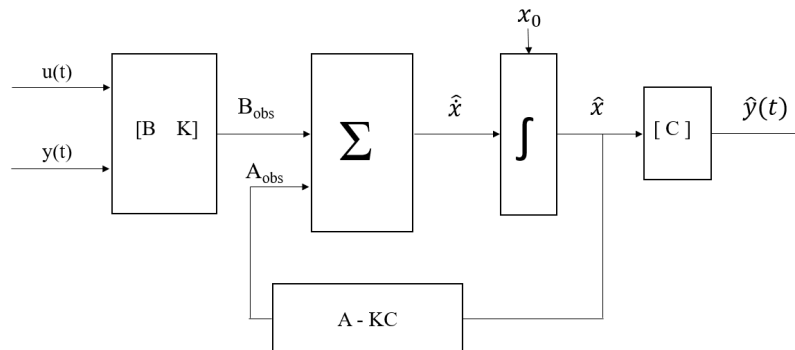 x₀
u(t)
[B K]
B_obs
Σ
x̂̇
∫
x̂
[ C ]
ŷ(t)
y(t)
A_obs
A - KC